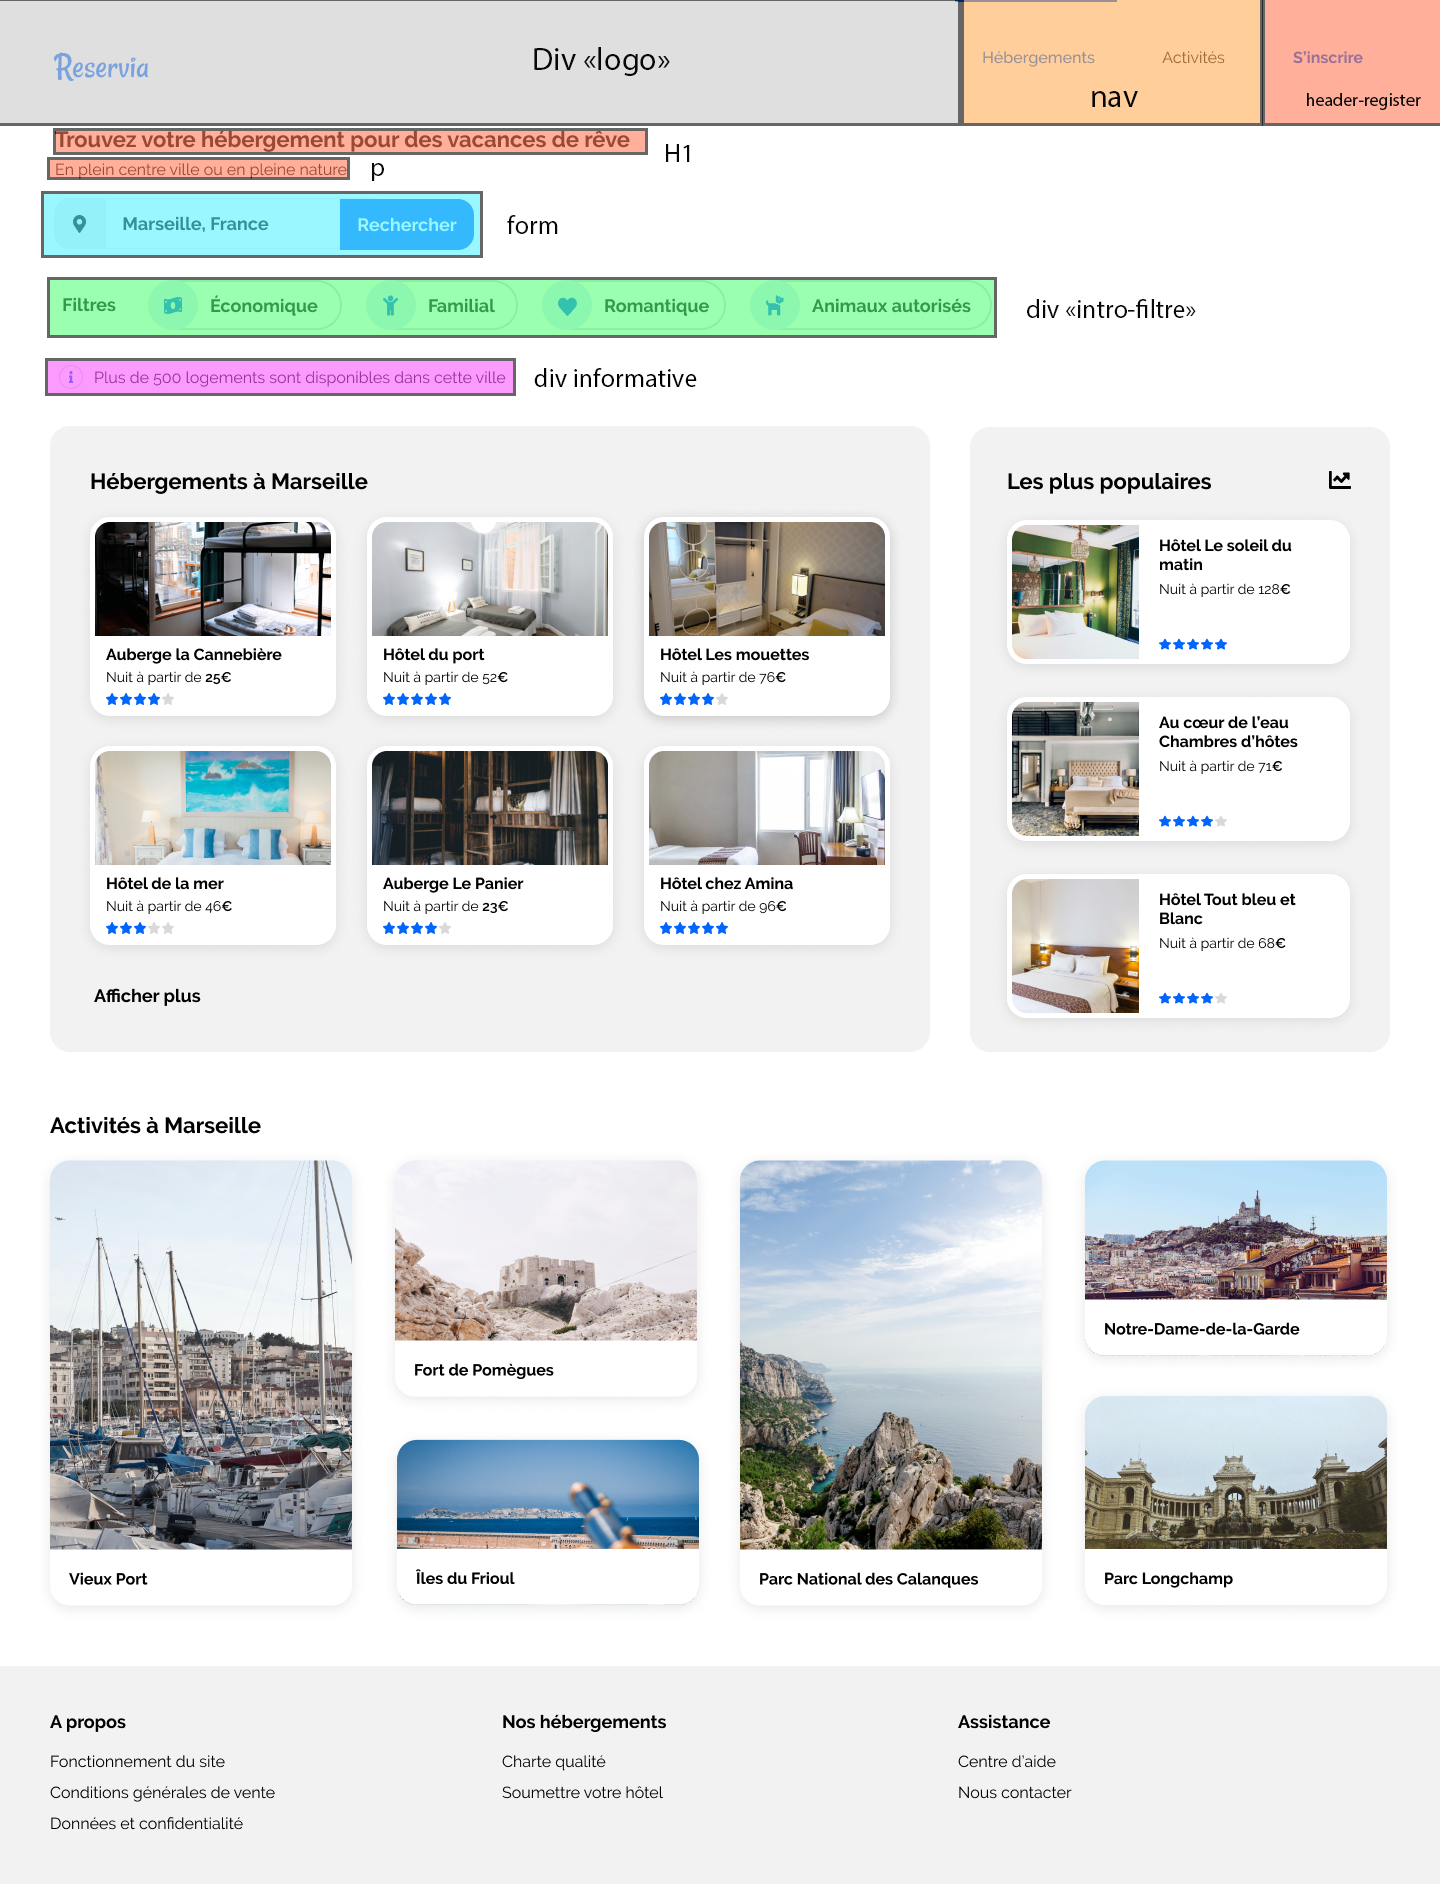 Reservia
Div «logo»
Hébergements
Activités
nav
S'inscrire
header-register
Trouvez votre hébergement pour des vacances de rêve
H1
En plein centre ville ou en pleine nature
p
Marseille, France
Rechercher
form
Filtres
Économique
Familial
Romantique
Animaux autorisés
div «intro-filtre»
Plus de 500 logements sont disponibles dans cette ville
div informative
Hébergements à Marseille
Auberge la Cannebière
Nuit à partir de 25€
Hôtel du port
Nuit à partir de 52€
Hôtel Les mouettes
Nuit à partir de 76€
Hôtel de la mer
Nuit à partir de 46€
Auberge Le Panier
Nuit à partir de 23€
Hôtel chez Amina
Nuit à partir de 96€
Afficher plus
Les plus populaires
Hôtel Le soleil du
matin
Nuit à partir de 128€
Au cœur de l'eau
Chambres d'hôtes
Nuit à partir de 71€
Hôtel Tout bleu et
Blanc
Nuit à partir de 68€
Activités à Marseille
Vieux Port
Fort de Pomègues
Îles du Frioul
Parc National des Calanques
Notre-Dame-de-la-Garde
Parc Longchamp
A propos
Fonctionnement du site
Conditions générales de vente
Données et confidentialité
Nos hébergements
Charte qualité
Soumettre votre hôtel
Assistance
Centre d'aide
Nous contacter